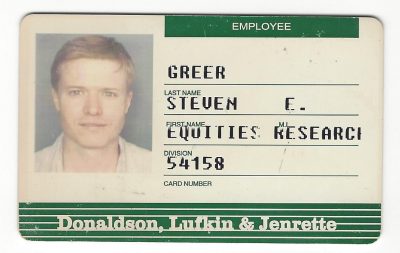 EMPLOYEE
GREER
LAST NAME
STEVEN E.
FIRST NAME M.I.
EQUITIES RESEARCH
DIVISION
54158
CARD NUMBER
Donaldson, Lufkin & Jenrette